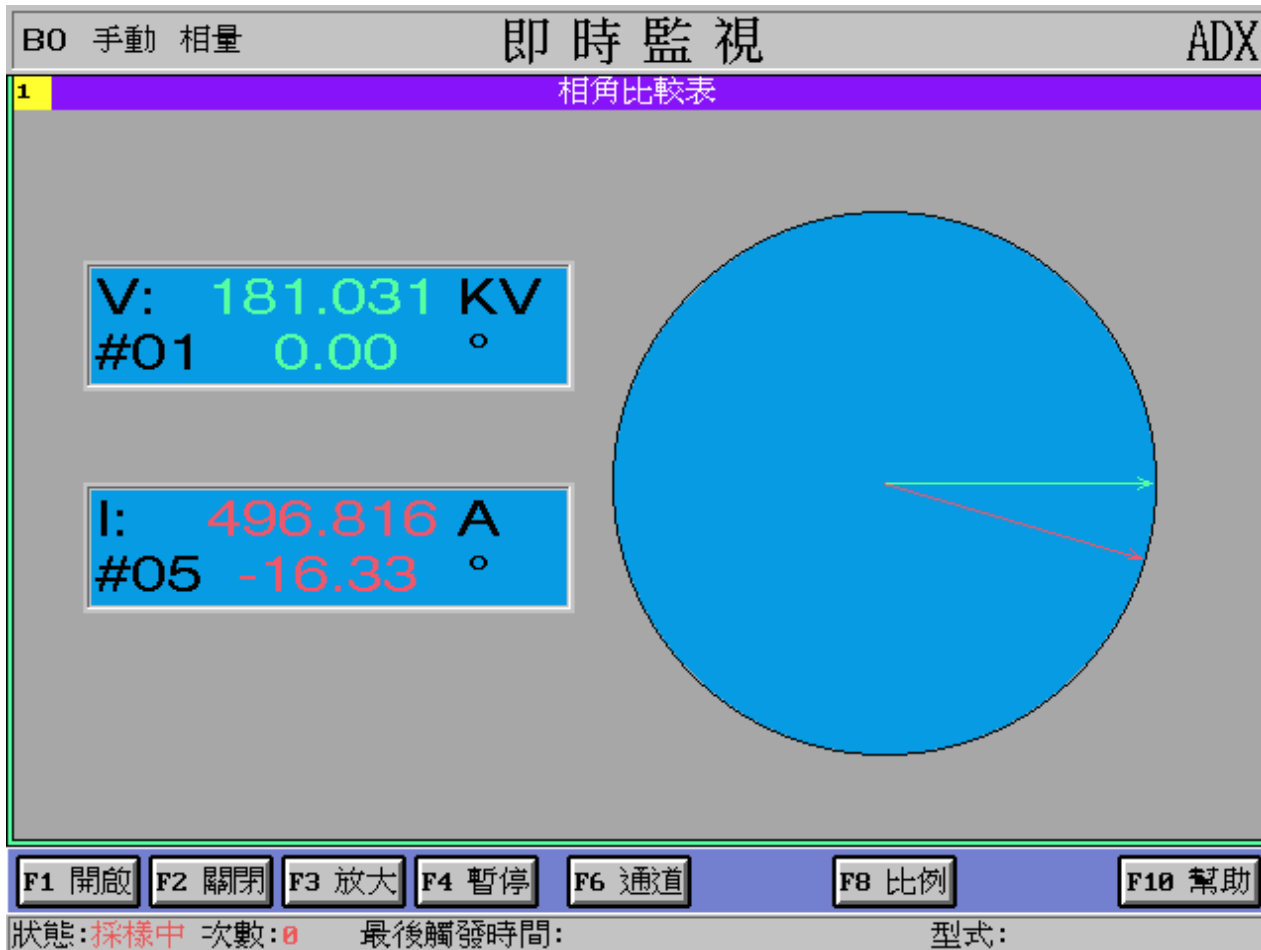 B0 手動 相量 即時監視 ADX
1 相角比較表
V: 181.031 KV
#01 0.00 °
I: 496.816 A
#05 -16.33 °
F1 開啟 F2 關閉 F3 放大 F4 暫停 F6 通道 F8 比例 F10 幫助
狀態:採樣中 次數:0 最後觸發時間: 型式: